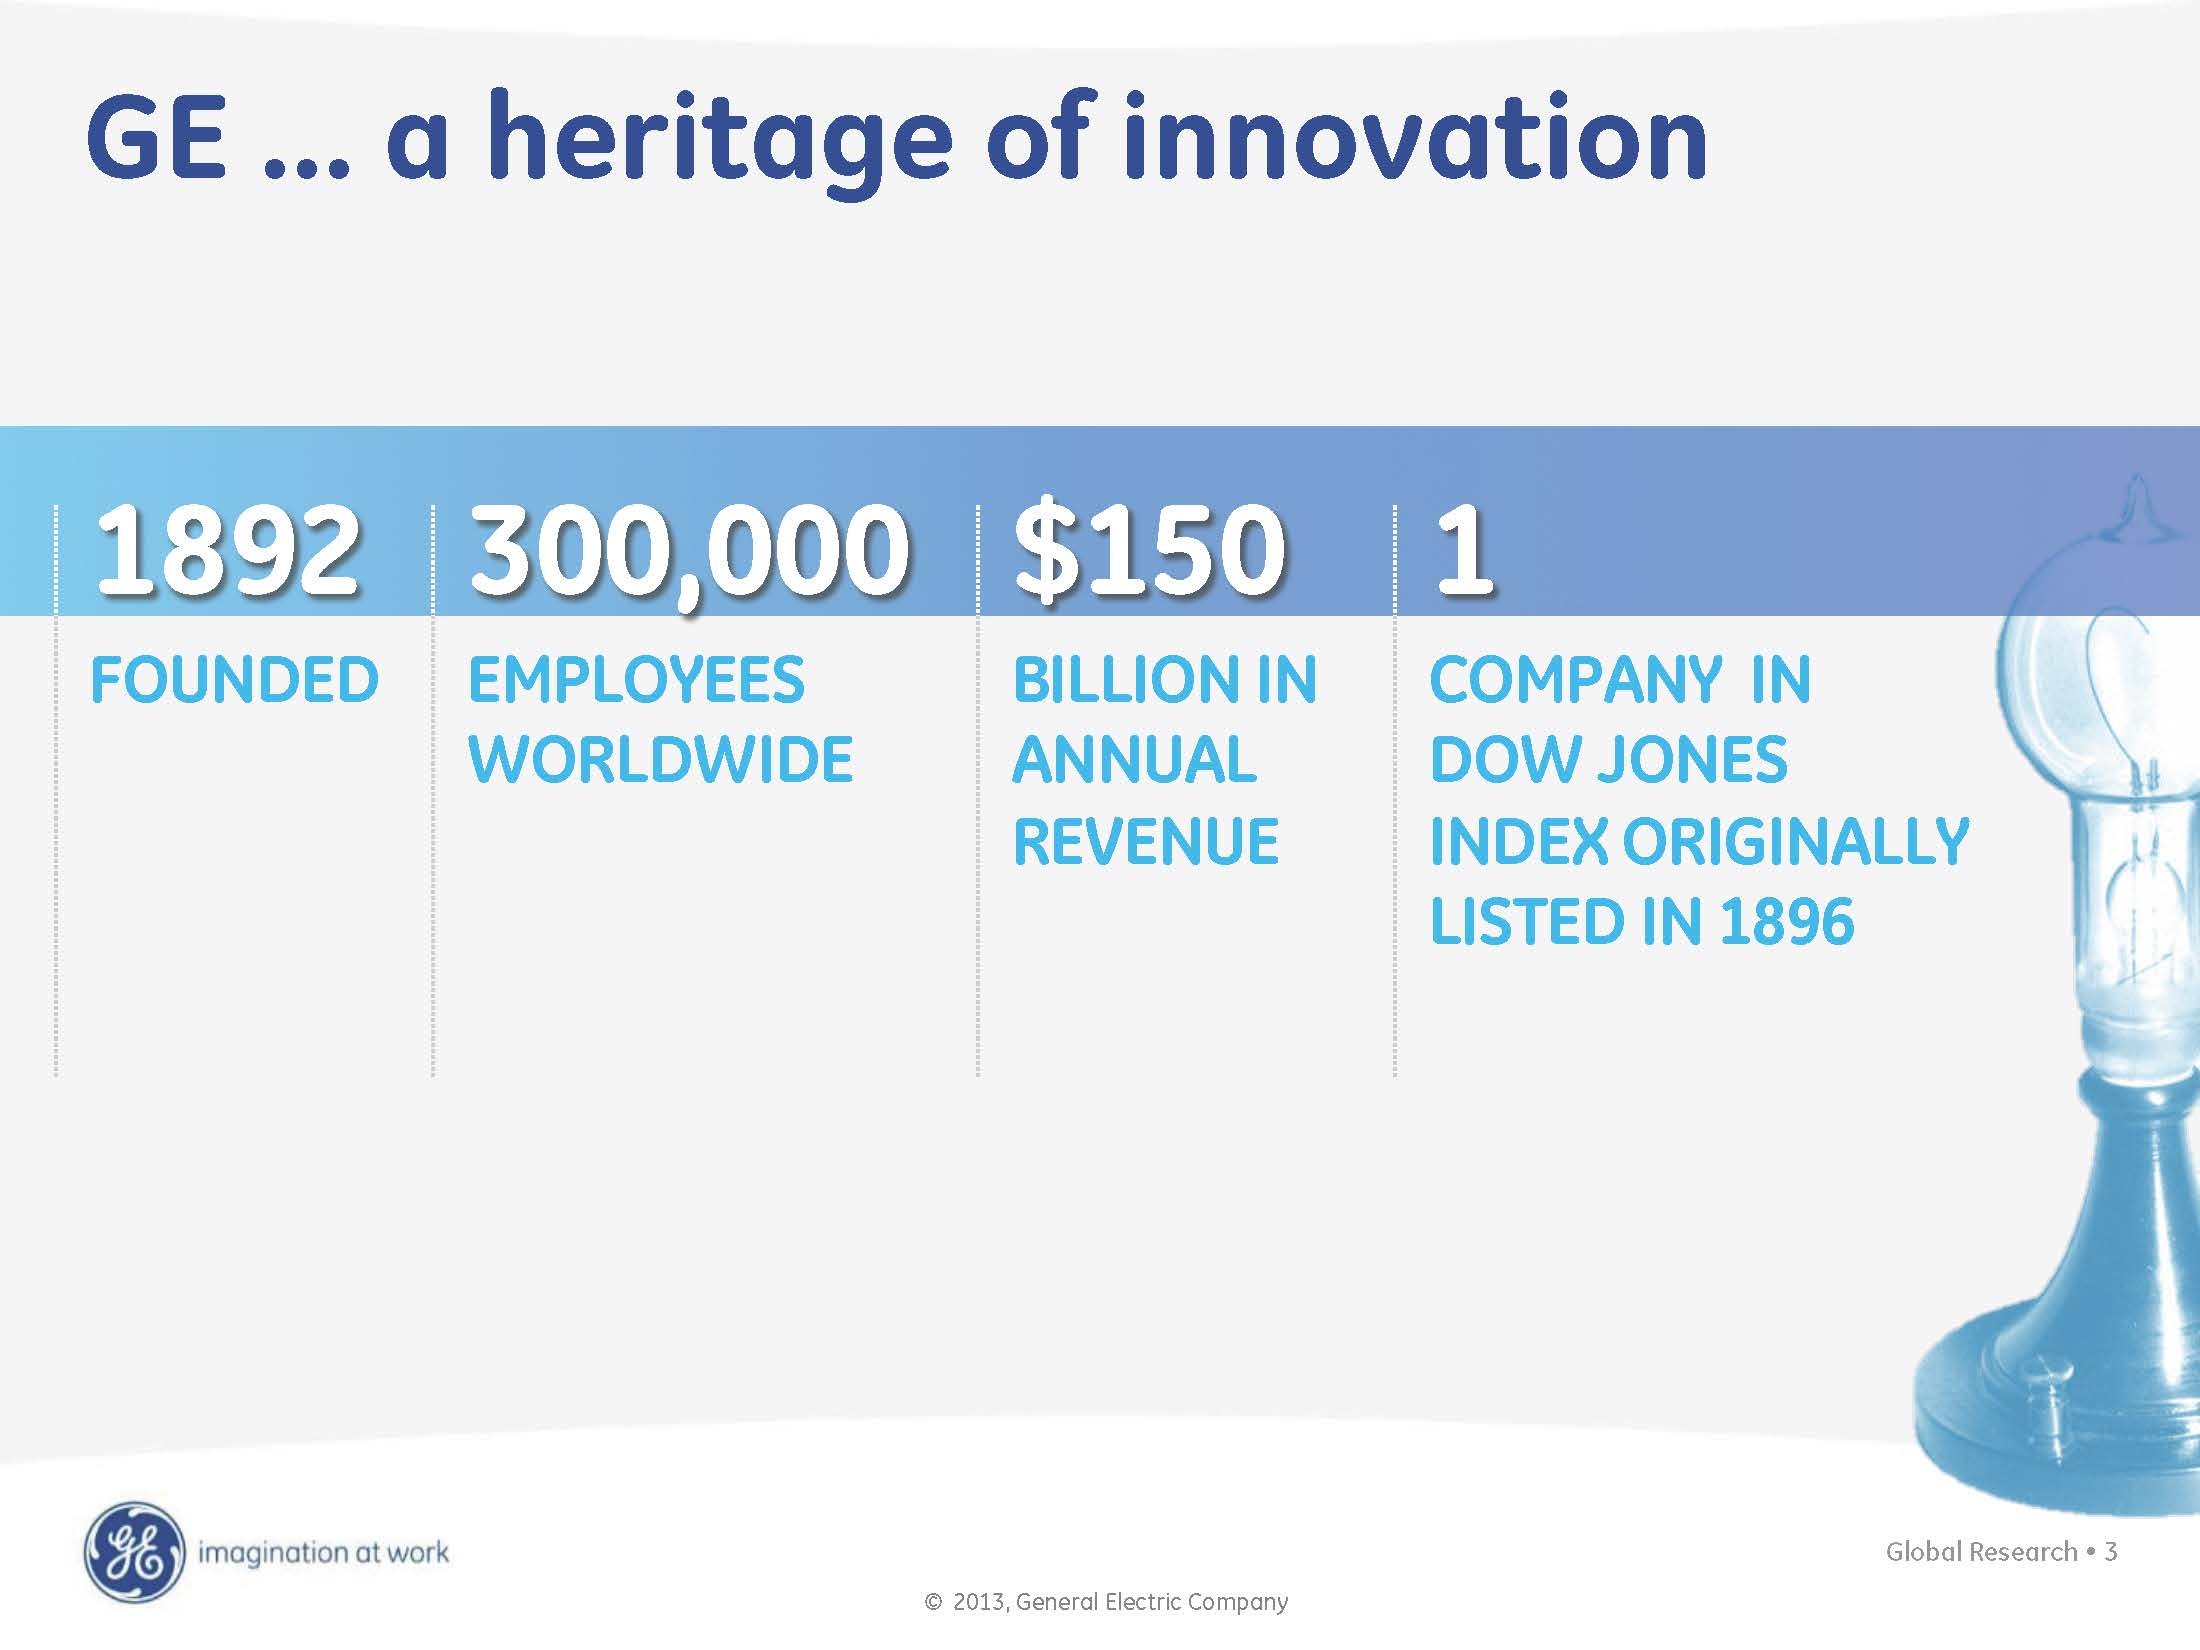 GE ... a heritage of innovation
1892
FOUNDED
300,000
EMPLOYEES
WORLDWIDE
$150
BILLION IN
ANNUAL
REVENUE
1
COMPANY IN
DOW JONES
INDEX ORIGINALLY
LISTED IN 1896
GE
imagination at work
Global Research • 3
© 2013, General Electric Company